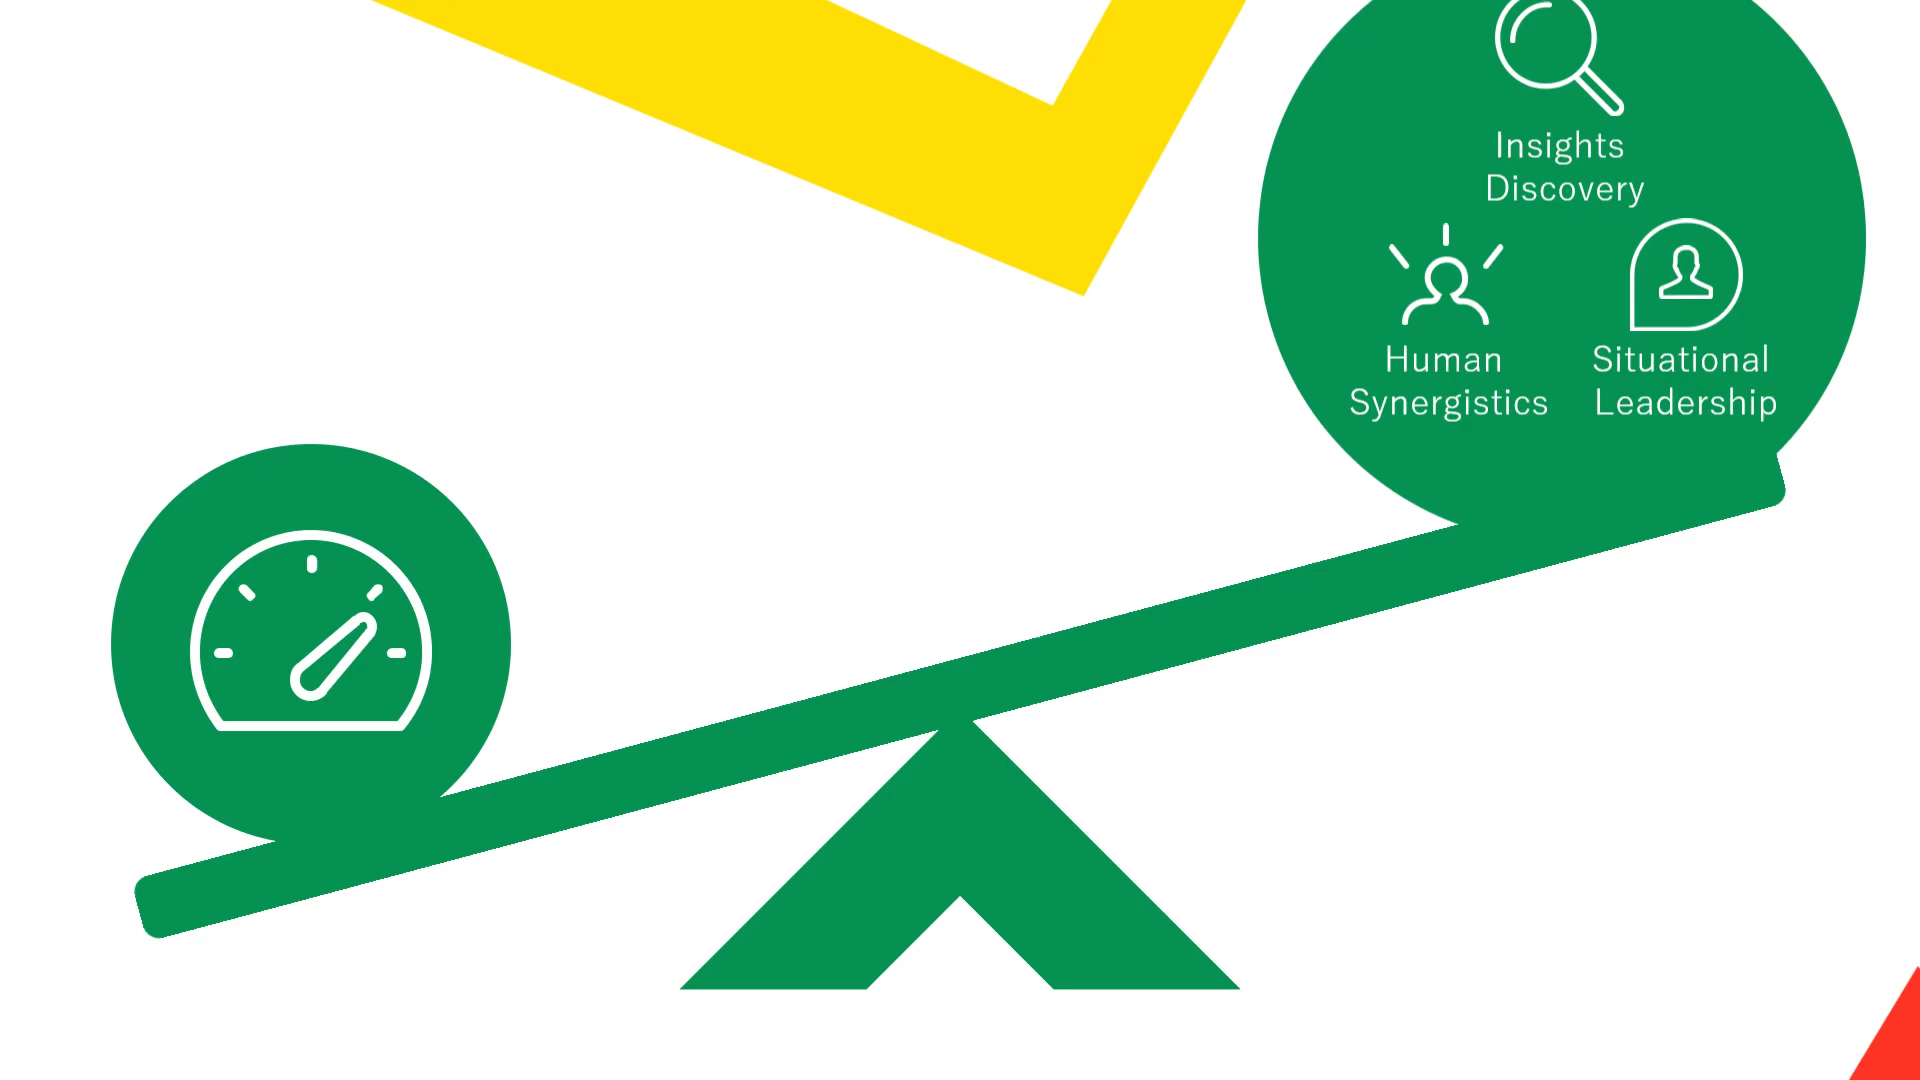 Insights
Discovery
Human
Synergistics
Situational
Leadership